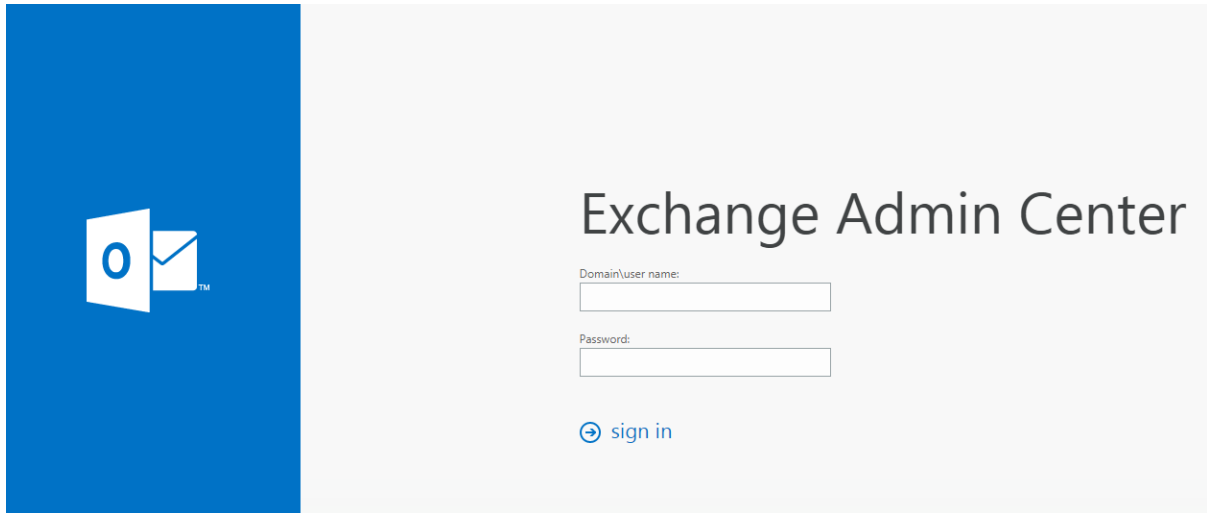 O
TM
Exchange Admin Center
Domain\user name:
Password:
sign in